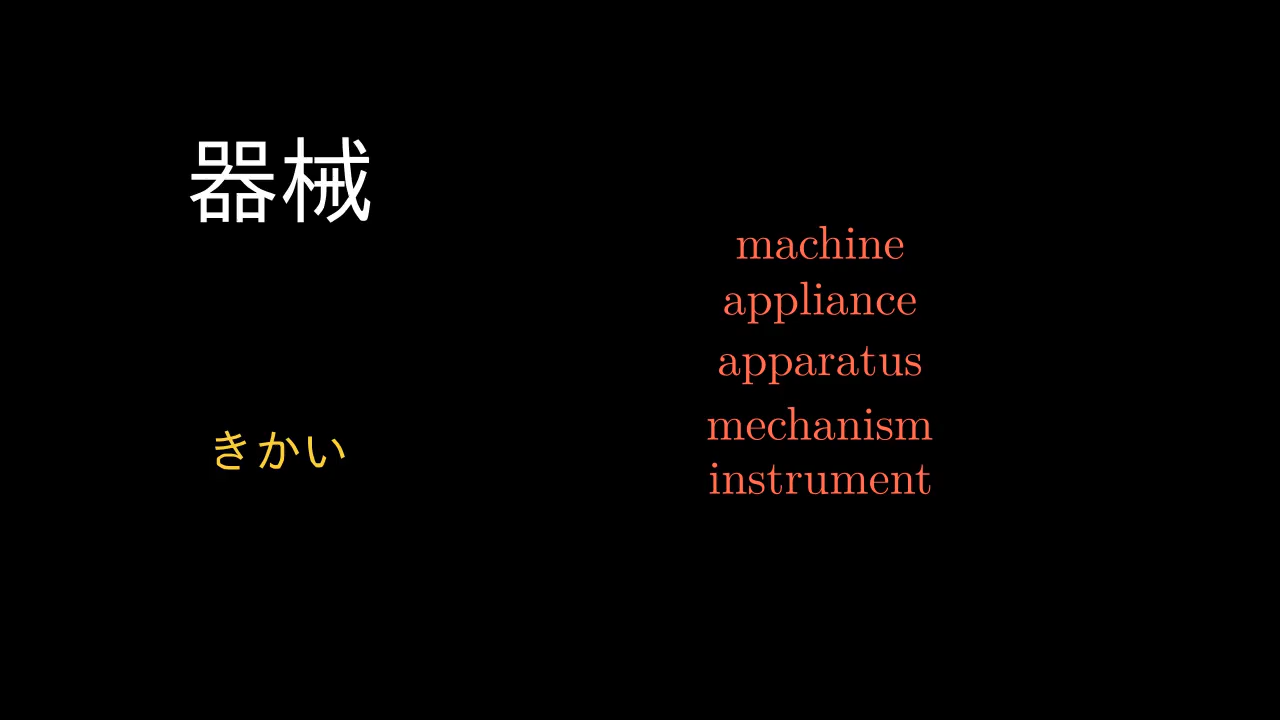 器械
きかい
machine
appliance
apparatus
mechanism
instrument